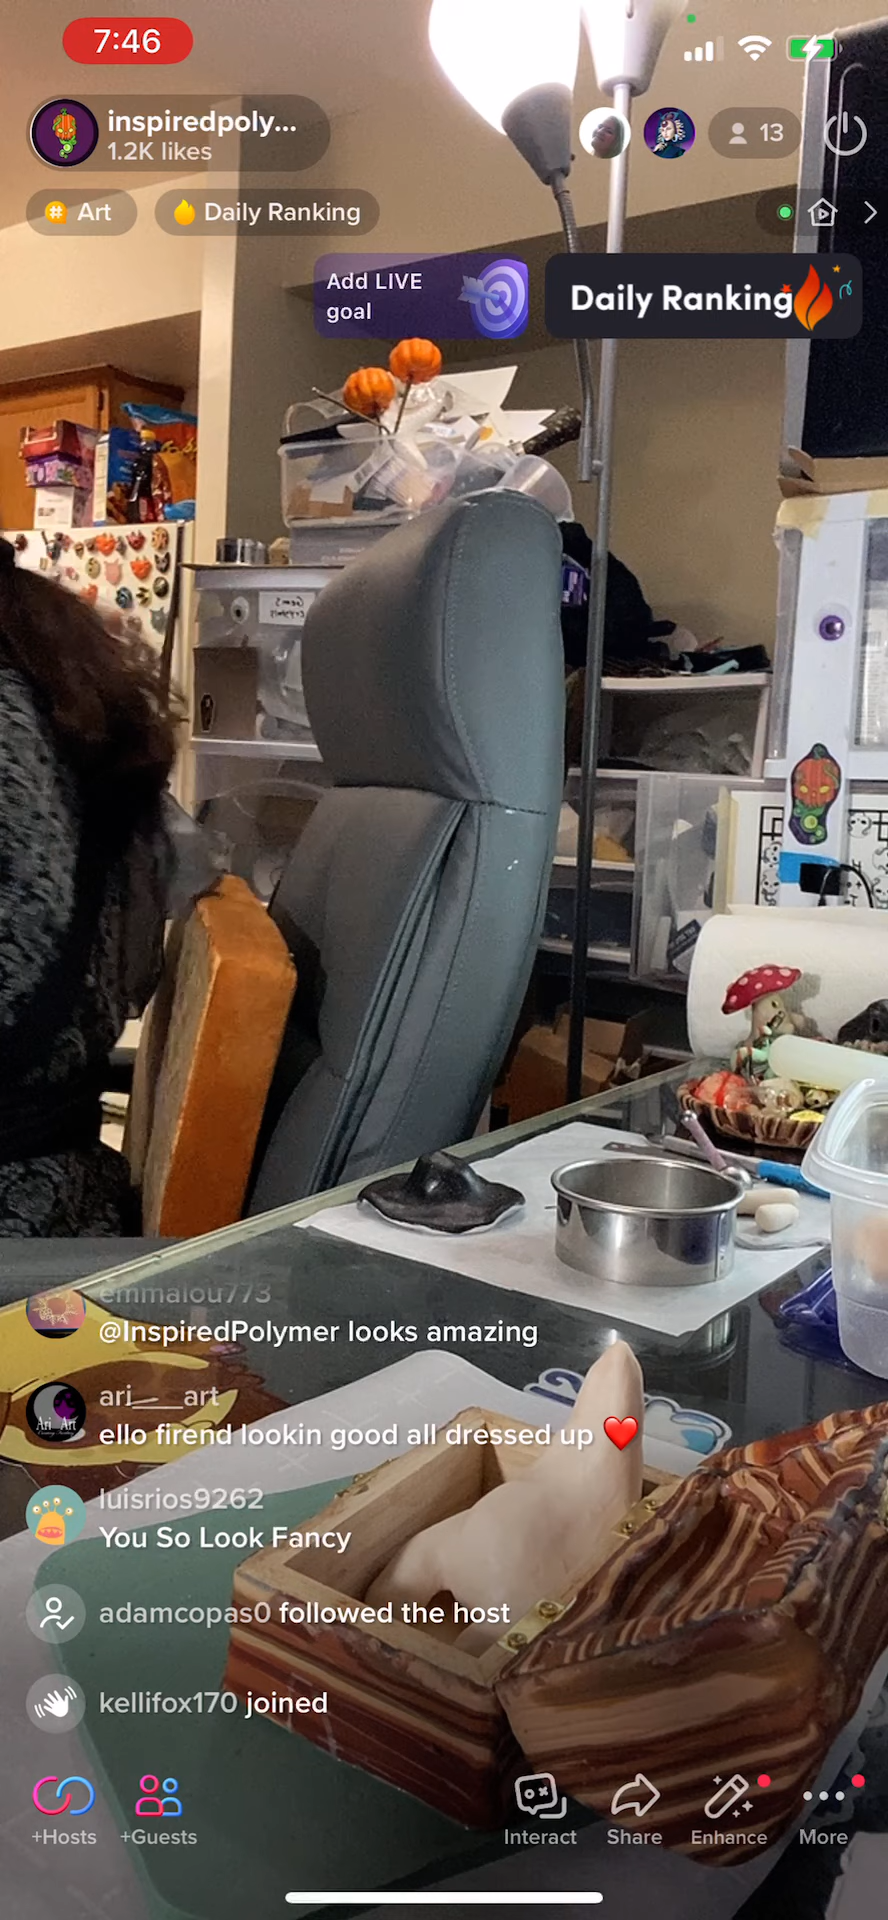 7:46
inspiredpoly...
1.2K likes
13
Art
Daily Ranking
Add LIVE
goal
Daily Ranking
emmalou773
@InspiredPolymer looks amazing
ari___art
ello firend lookin good all dressed up ❤️
luisrios9262
You So Look Fancy
adamcopas0 followed the host
kellifox170 joined
+Hosts
+Guests
Interact
Share
Enhance
More